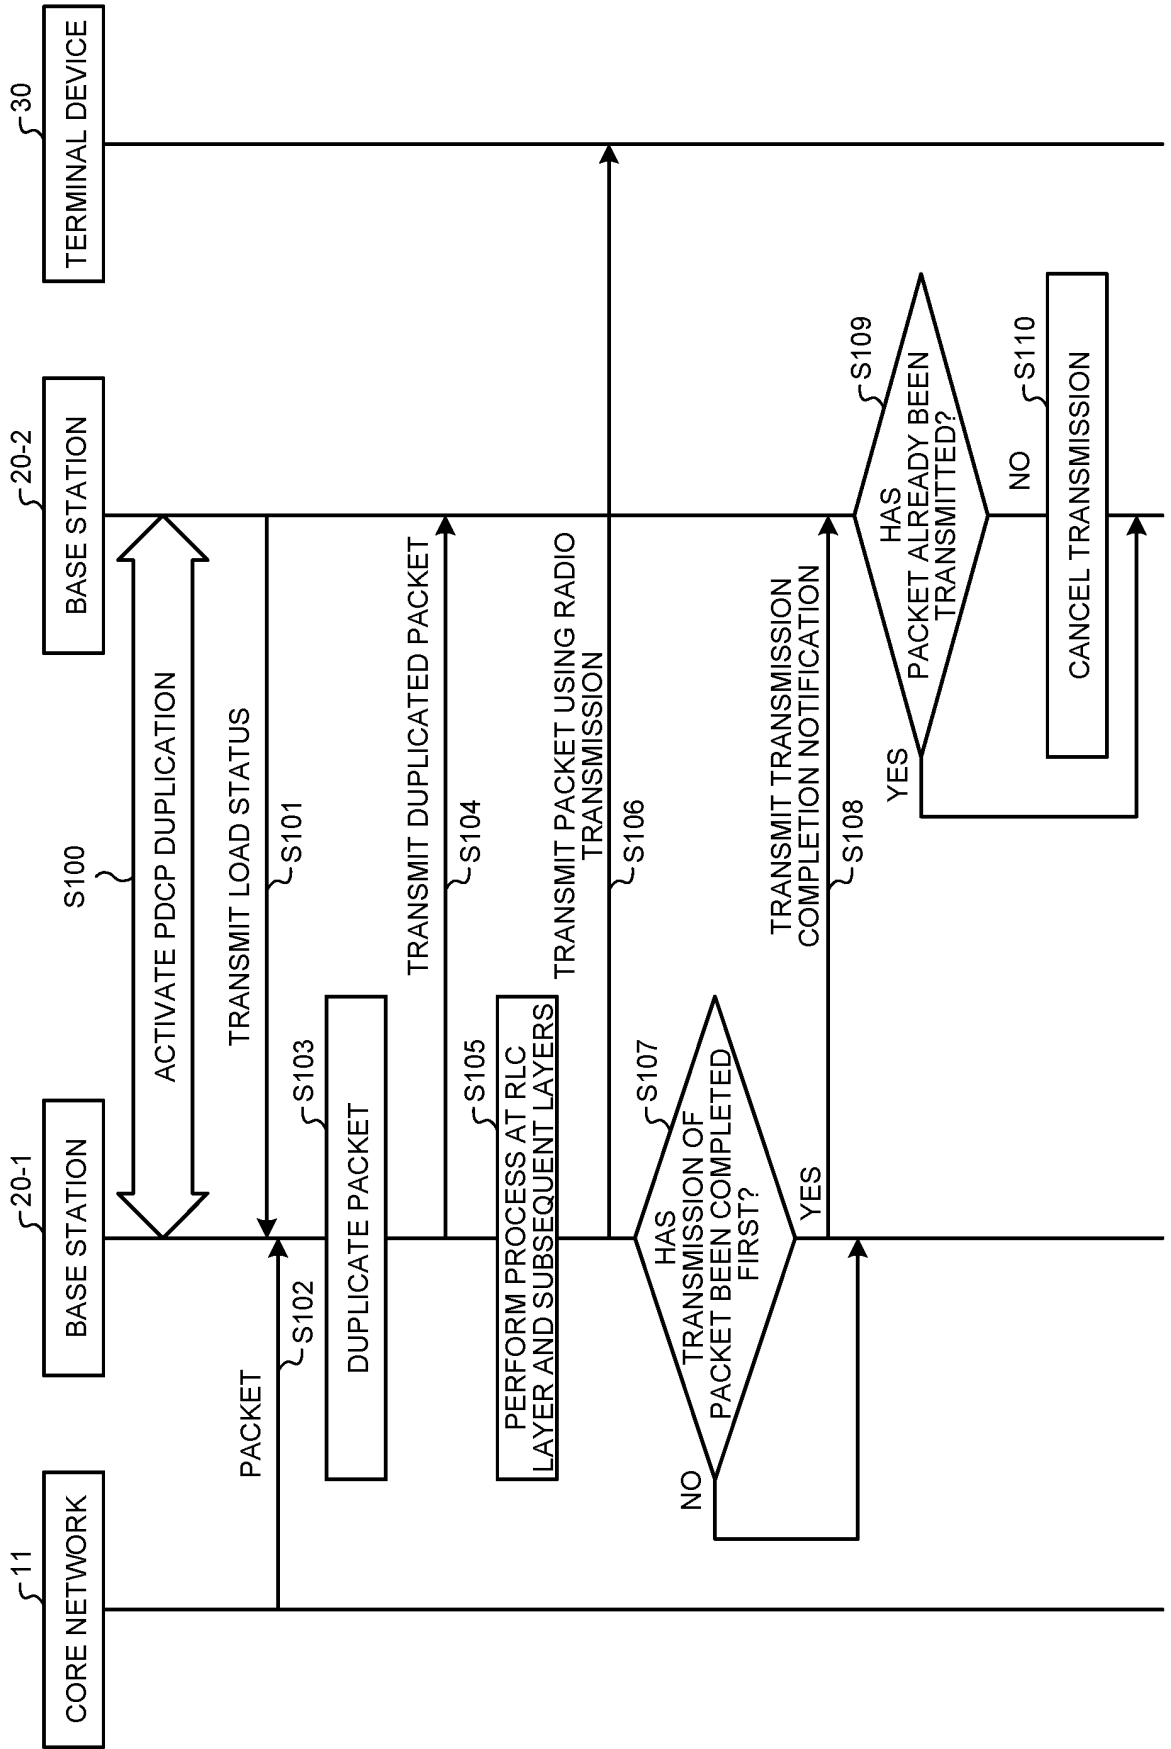 11
CORE NETWORK
20-1
BASE STATION
20-2
BASE STATION
30
TERMINAL DEVICE
S100
ACTIVATE PDCP DUPLICATION
TRANSMIT LOAD STATUS
S101
PACKET
S102
S103
DUPLICATE PACKET
TRANSMIT DUPLICATED PACKET
S104
S105
PERFORM PROCESS AT RLC
LAYER AND SUBSEQUENT LAYERS
TRANSMIT PACKET USING RADIO
TRANSMISSION
S106
S107
HAS
TRANSMISSION OF
PACKET BEEN COMPLETED
FIRST?
NO
YES
TRANSMIT TRANSMISSION
COMPLETION NOTIFICATION
S108
S109
HAS
PACKET ALREADY BEEN
TRANSMITTED?
YES
NO
S110
CANCEL TRANSMISSION